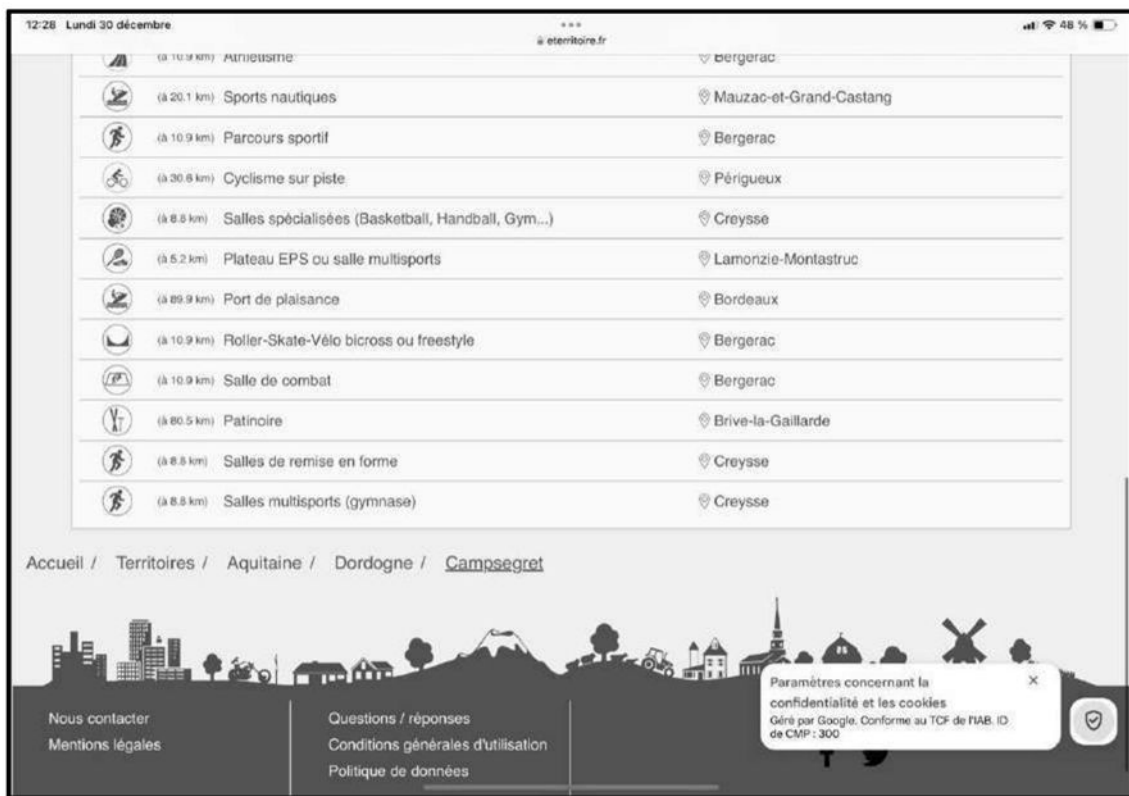 12:28 Lundi 30 décembre
48 %
eterritoire.fr
(à 10.9 km) Athlétisme Bergerac
(à 20.1 km) Sports nautiques Mauzac-et-Grand-Castang
(à 10.9 km) Parcours sportif Bergerac
(à 30.6 km) Cyclisme sur piste Périgueux
(à 8.8 km) Salles spécialisées (Basketball, Handball, Gym...) Creysse
(à 5.2 km) Plateau EPS ou salle multisports Lamonzie-Montastruc
(à 89.9 km) Port de plaisance Bordeaux
(à 10.9 km) Roller-Skate-Vélo bicross ou freestyle Bergerac
(à 10.9 km) Salle de combat Bergerac
(à 80.5 km) Patinoire Brive-la-Gaillarde
(à 8.8 km) Salles de remise en forme Creysse
(à 8.8 km) Salles multisports (gymnase) Creysse
Accueil / Territoires / Aquitaine / Dordogne / Campsegret
Paramètres concernant la
confidentialité et les cookies
Géré par Google. Conforme au TCF de l'IAB. ID
de CMP : 300
Nous contacter
Mentions légales
Questions / réponses
Conditions générales d'utilisation
Politique de données